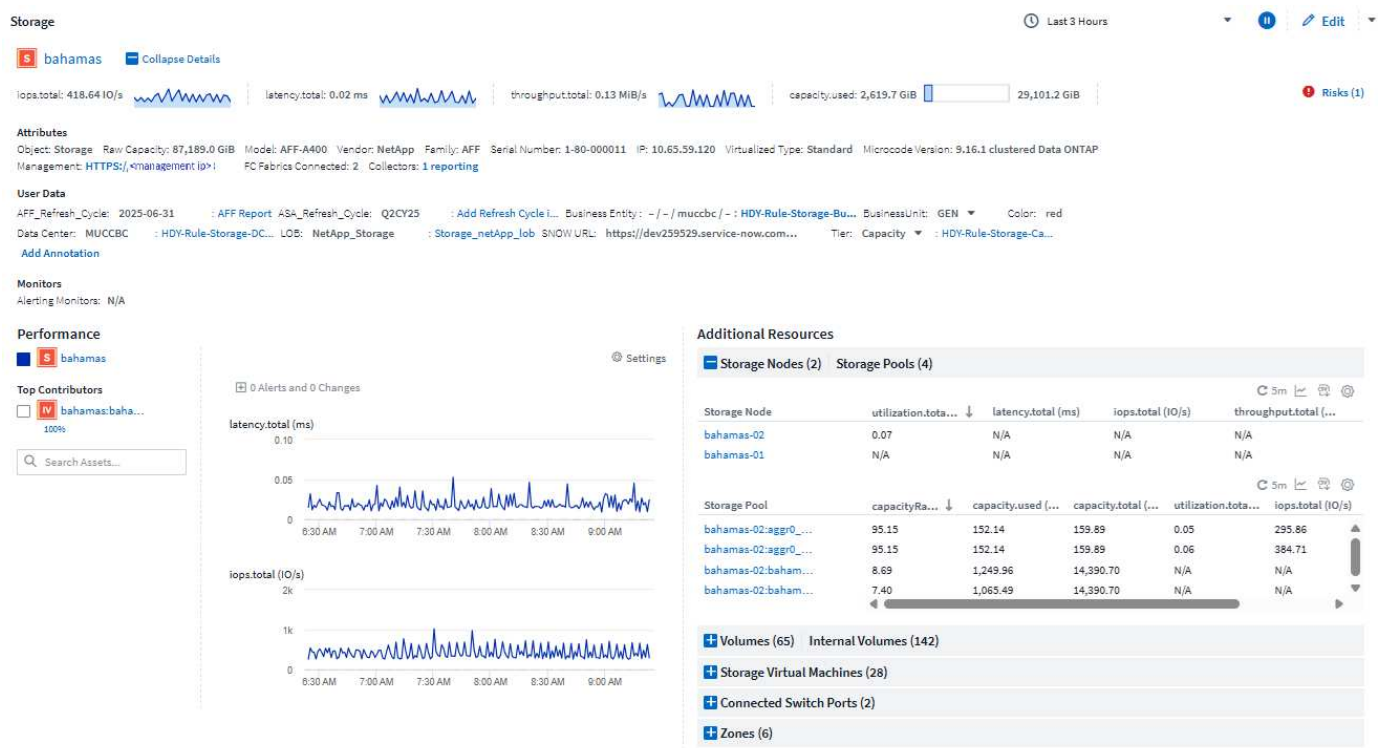 Storage
Last 3 Hours
Edit
S bahamas Collapse Details
iops.total: 418.64 IO/s latency.total: 0.02 ms throughput.total: 0.13 MiB/s capacity.used: 2,619.7 GiB 29,101.2 GiB Risks (1)
Attributes
Object: Storage Raw Capacity: 87,189.0 GiB Model: AFF-A400 Vendor: NetApp Family: AFF Serial Number: 1-80-000011 IP: 10.65.59.120 Virtualized Type: Standard Microcode Version: 9.16.1 clustered Data ONTAP
Management: HTTPS:/, <management ip> FC Fabrics Connected: 2 Collectors: 1 reporting
User Data
AFF_Refresh_Cycle: 2025-06-31 : AFF Report ASA_Refresh_Cycle: Q2CY25 : Add Refresh Cycle i... Business Entity: – / – / muccbc / – : HDY-Rule-Storage-Bu... BusinessUnit: GEN Color: red
Data Center: MUCCBC : HDY-Rule-Storage-DC... LOB: NetApp_Storage : Storage_netApp_lob SNOW URL: https://dev259529.service-now.com... Tier: Capacity : HDY-Rule-Storage-Ca...
Add Annotation
Monitors
Alerting Monitors: N/A
Performance
S bahamas
Top Contributors
IV bahamas:baha...
100%
Search Assets...
Settings
0 Alerts and 0 Changes
latency.total (ms)
0.10
0.05
0
6:30 AM 7:00 AM 7:30 AM 8:00 AM 8:30 AM 9:00 AM
iops.total (IO/s)
2k
1k
0
6:30 AM 7:00 AM 7:30 AM 8:00 AM 8:30 AM 9:00 AM
Additional Resources
Storage Nodes (2) Storage Pools (4)
5m
Storage Node utilization.tota... latency.total (ms) iops.total (IO/s) throughput.total (...
bahamas-02 0.07 N/A N/A N/A
bahamas-01 N/A N/A N/A N/A
5m
Storage Pool capacityRa... capacity.used (... capacity.total (... utilization.tota... iops.total (IO/s)
bahamas-02:aggr0_... 95.15 152.14 159.89 0.05 295.86
bahamas-02:aggr0_... 95.15 152.14 159.89 0.06 384.71
bahamas-02:baham... 8.69 1,249.96 14,390.70 N/A N/A
bahamas-02:baham... 7.40 1,065.49 14,390.70 N/A N/A
Volumes (65) Internal Volumes (142)
Storage Virtual Machines (28)
Connected Switch Ports (2)
Zones (6)